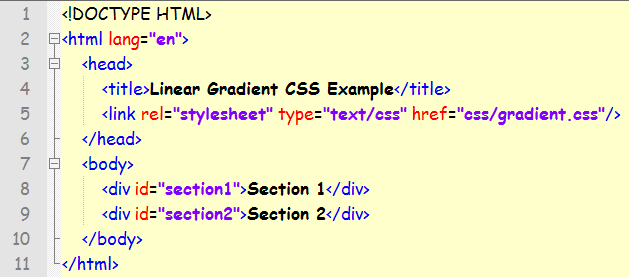 1 <!DOCTYPE HTML>
2 <html lang="en">
3 <head>
4 <title>Linear Gradient CSS Example</title>
5 <link rel="stylesheet" type="text/css" href="css/gradient.css"/>
6 </head>
7 <body>
8 <div id="section1">Section 1</div>
9 <div id="section2">Section 2</div>
10 </body>
11 </html>